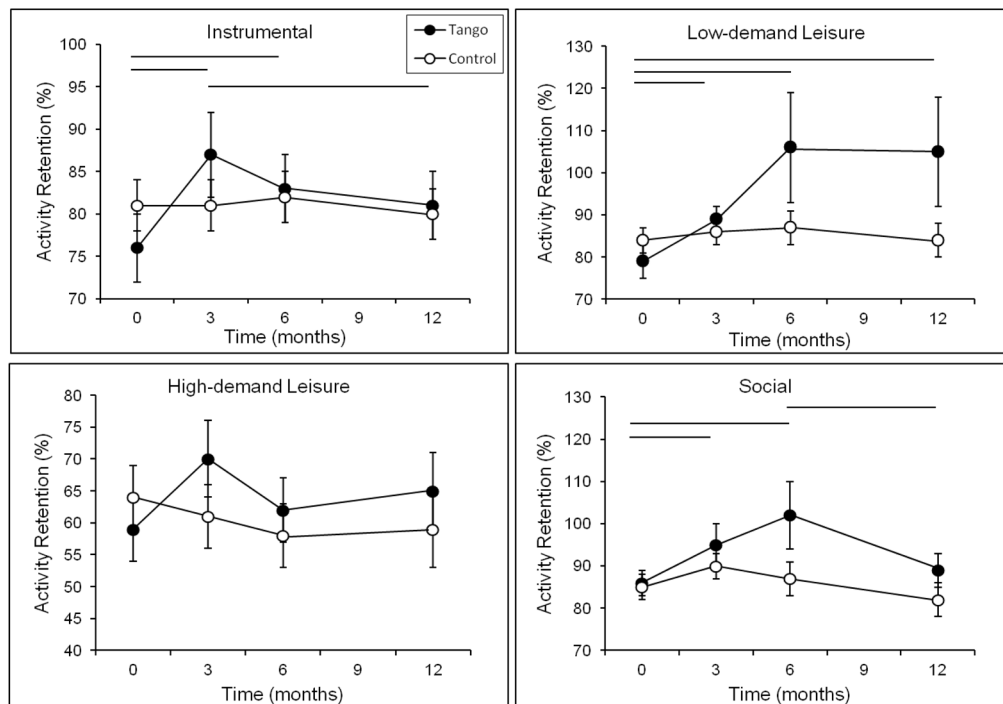 Instrumental
Tango
Control
Activity Retention (%)
100
95
90
85
80
75
70
0 3 6 9 12
Time (months)
Low-demand Leisure
Activity Retention (%)
130
120
110
100
90
80
70
0 3 6 9 12
Time (months)
High-demand Leisure
Activity Retention (%)
80
75
70
65
60
55
50
45
40
0 3 6 9 12
Time (months)
Social
Activity Retention (%)
130
120
110
100
90
80
70
0 3 6 9 12
Time (months)